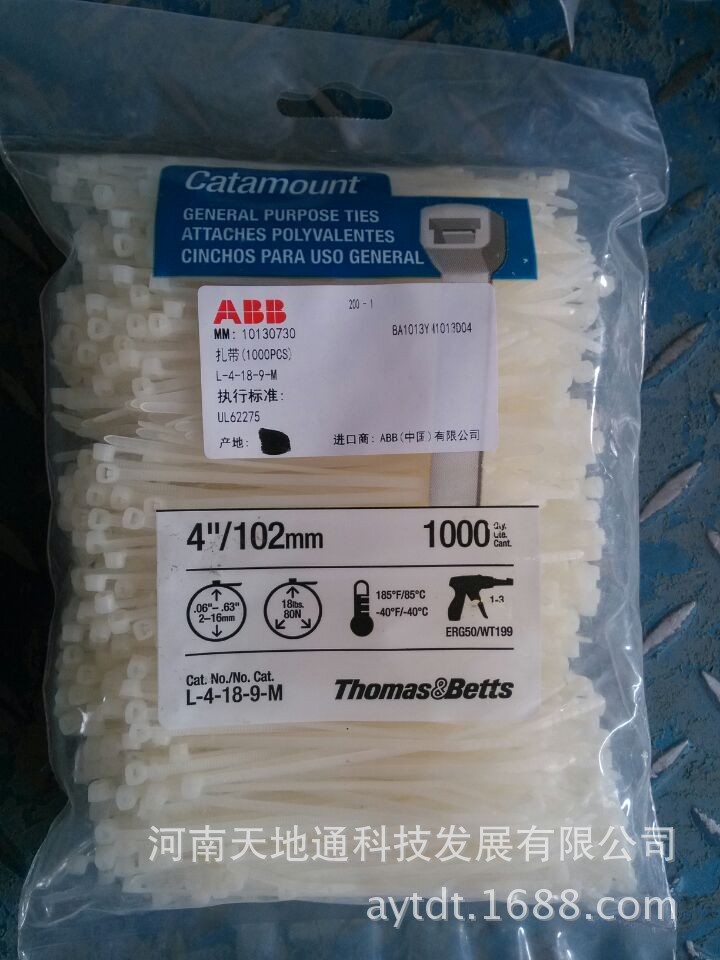 Catamount
GENERAL PURPOSE TIES
ATTACHES POLYVALENTES
CINCHOS PARA USO GENERAL
ABB
200 - 1
MM: 10130730
BA1013Y41013D04
扎带(1000PCS)
L-4-18-9-M
执行标准:
UL62275
产地:
进口商: ABB(中国)有限公司
4"/102mm
1000 Qty. Cant.
.06"- .63"
2-16mm
18lbs.
80N
185°F/85°C
-40°F/-40°C
1-3
ERG50/WT199
Cat. No./No. Cat.
L-4-18-9-M
Thomas&Betts
河南天地通科技发展有限公司
aytdt.1688.com